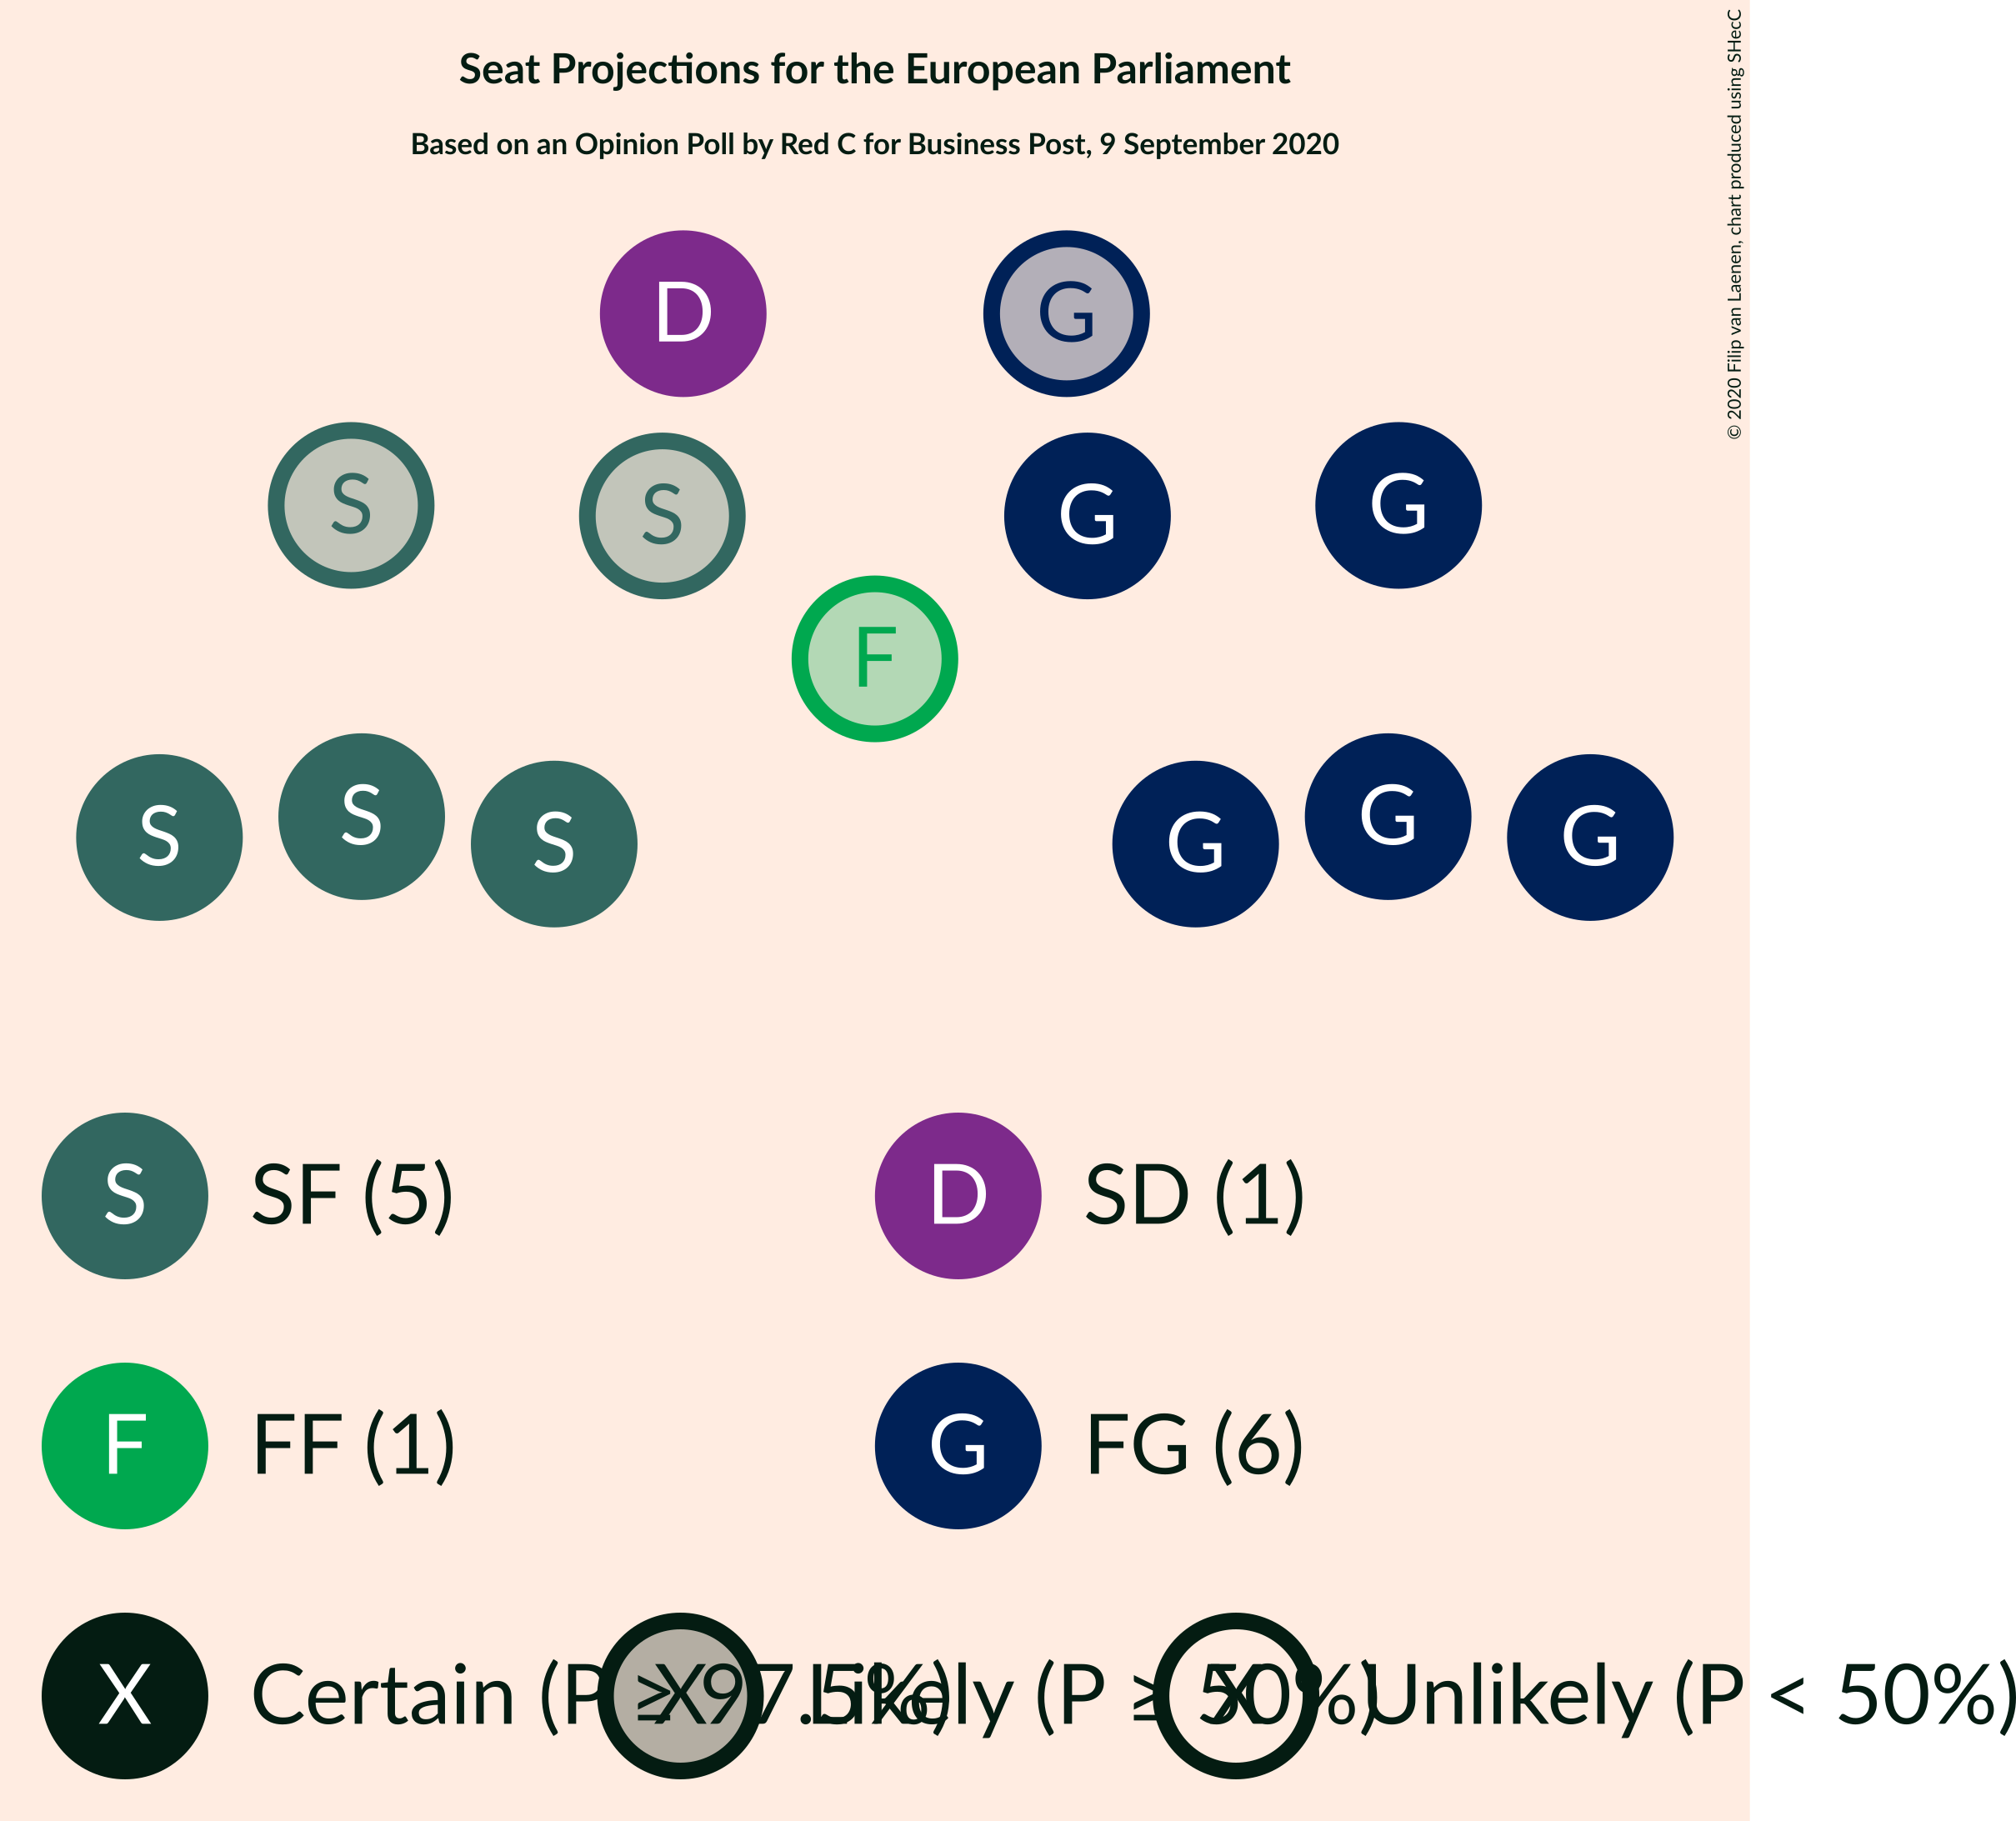 Seat Projections for the European Parliament
Based on an Opinion Poll by Red C for Business Post, 9 September 2020
© 2020 Filip van Laenen, chart produced using SHecC
D G
S S G G
F
S S S G G G
S SF (5) D SD (1)
F FF (1) G FG (6)
X Certain (P ≥ 97.5%) X Likely (P ≥ 50%) X Unlikely (P < 50%)